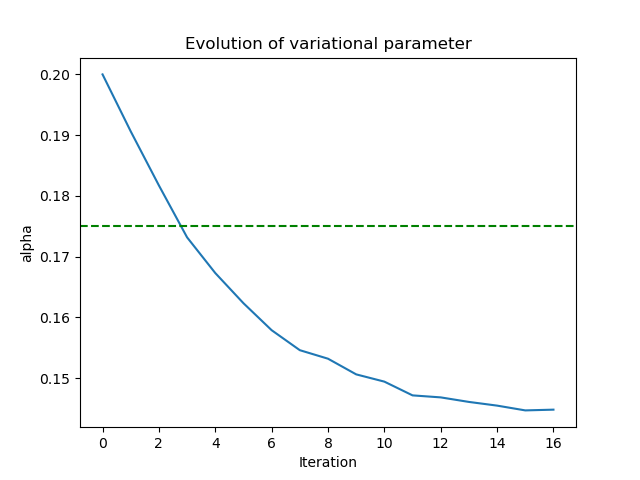 Evolution of variational parameter
0.20
0.19
0.18
0.17
0.16
0.15
alpha
0 2 4 6 8 10 12 14 16
Iteration